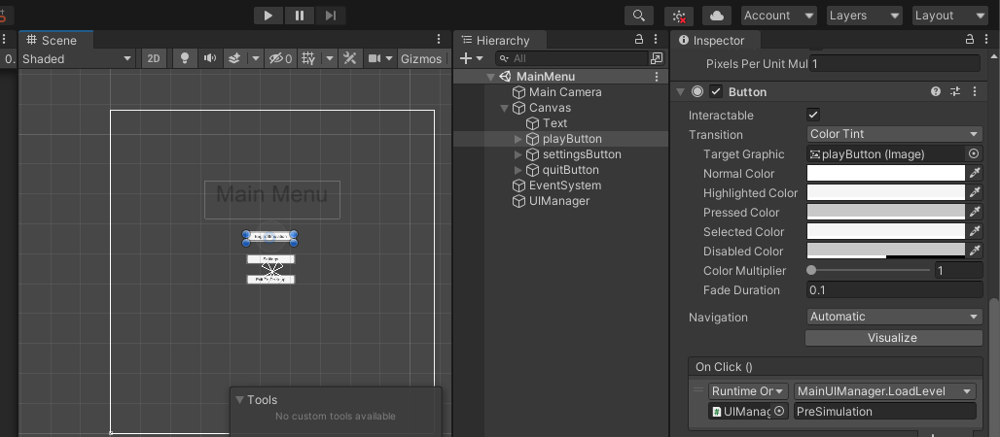 Account
Layers
Layout
0.
Scene
Shaded
2D
0
Gizmos
Main Menu
Settings
Tools
No custom tools available
Hierarchy
All
MainMenu
Main Camera
Canvas
Text
playButton
settingsButton
quitButton
EventSystem
UIManager
Inspector
Pixels Per Unit Mul 1
Button
Interactable
Transition Color Tint
Target Graphic playButton (Image)
Normal Color
Highlighted Color
Pressed Color
Selected Color
Disabled Color
Color Multiplier 1
Fade Duration 0.1
Navigation Automatic
Visualize
On Click ()
Runtime Or MainUIManager.LoadLevel
UIManag PreSimulation